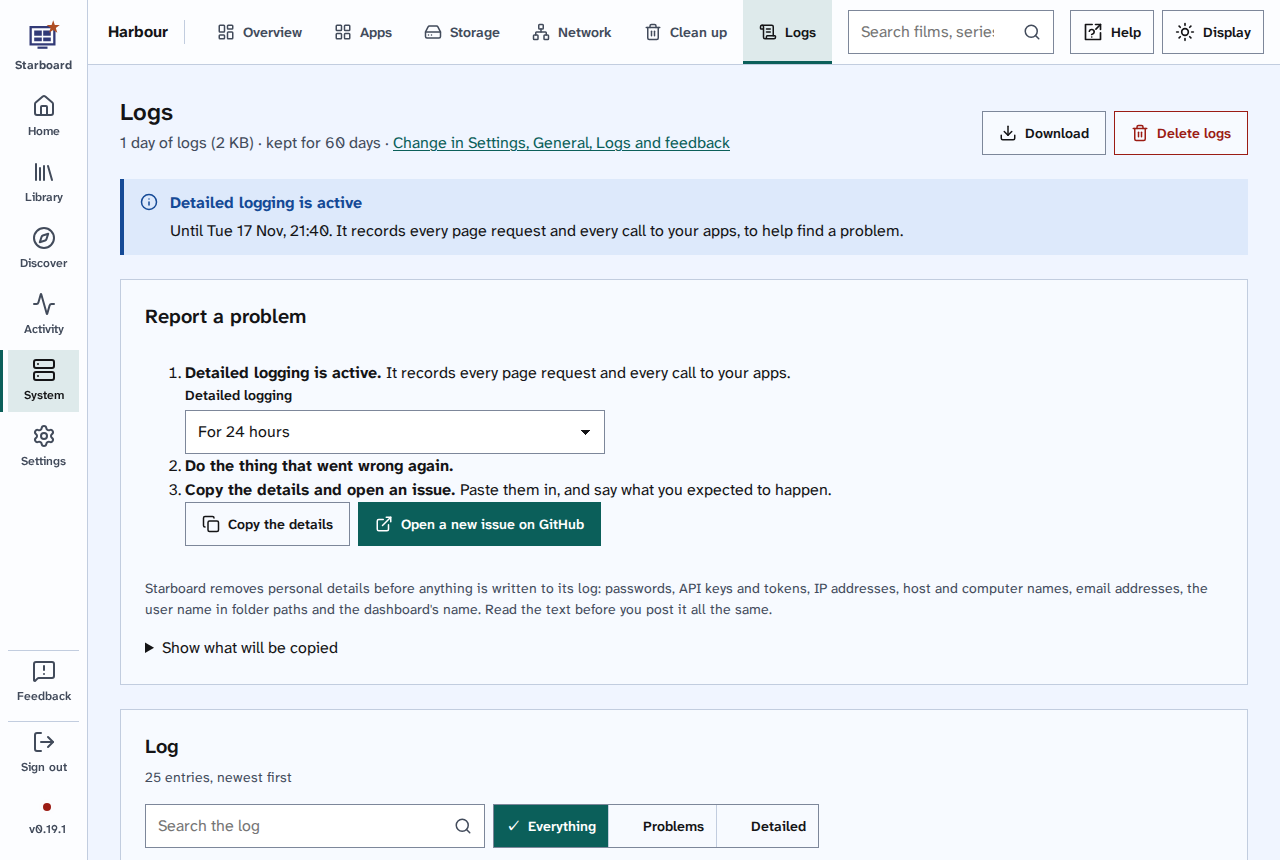 Starboard
Home
Library
Discover
Activity
System
Settings
Feedback
Sign out
v0.19.1
Harbour
Overview
Apps
Storage
Network
Clean up
Logs
Search films, series
Help
Display
Logs
1 day of logs (2 KB) · kept for 60 days · Change in Settings, General, Logs and feedback
Download
Delete logs
Detailed logging is active
Until Tue 17 Nov, 21:40. It records every page request and every call to your apps, to help find a problem.
Report a problem
1. Detailed logging is active. It records every page request and every call to your apps.
Detailed logging
For 24 hours
2. Do the thing that went wrong again.
3. Copy the details and open an issue. Paste them in, and say what you expected to happen.
Copy the details
Open a new issue on GitHub
Starboard removes personal details before anything is written to its log: passwords, API keys and tokens, IP addresses, host and computer names, email addresses, the
user name in folder paths and the dashboard's name. Read the text before you post it all the same.
Show what will be copied
Log
25 entries, newest first
Search the log
✓ Everything
Problems
Detailed